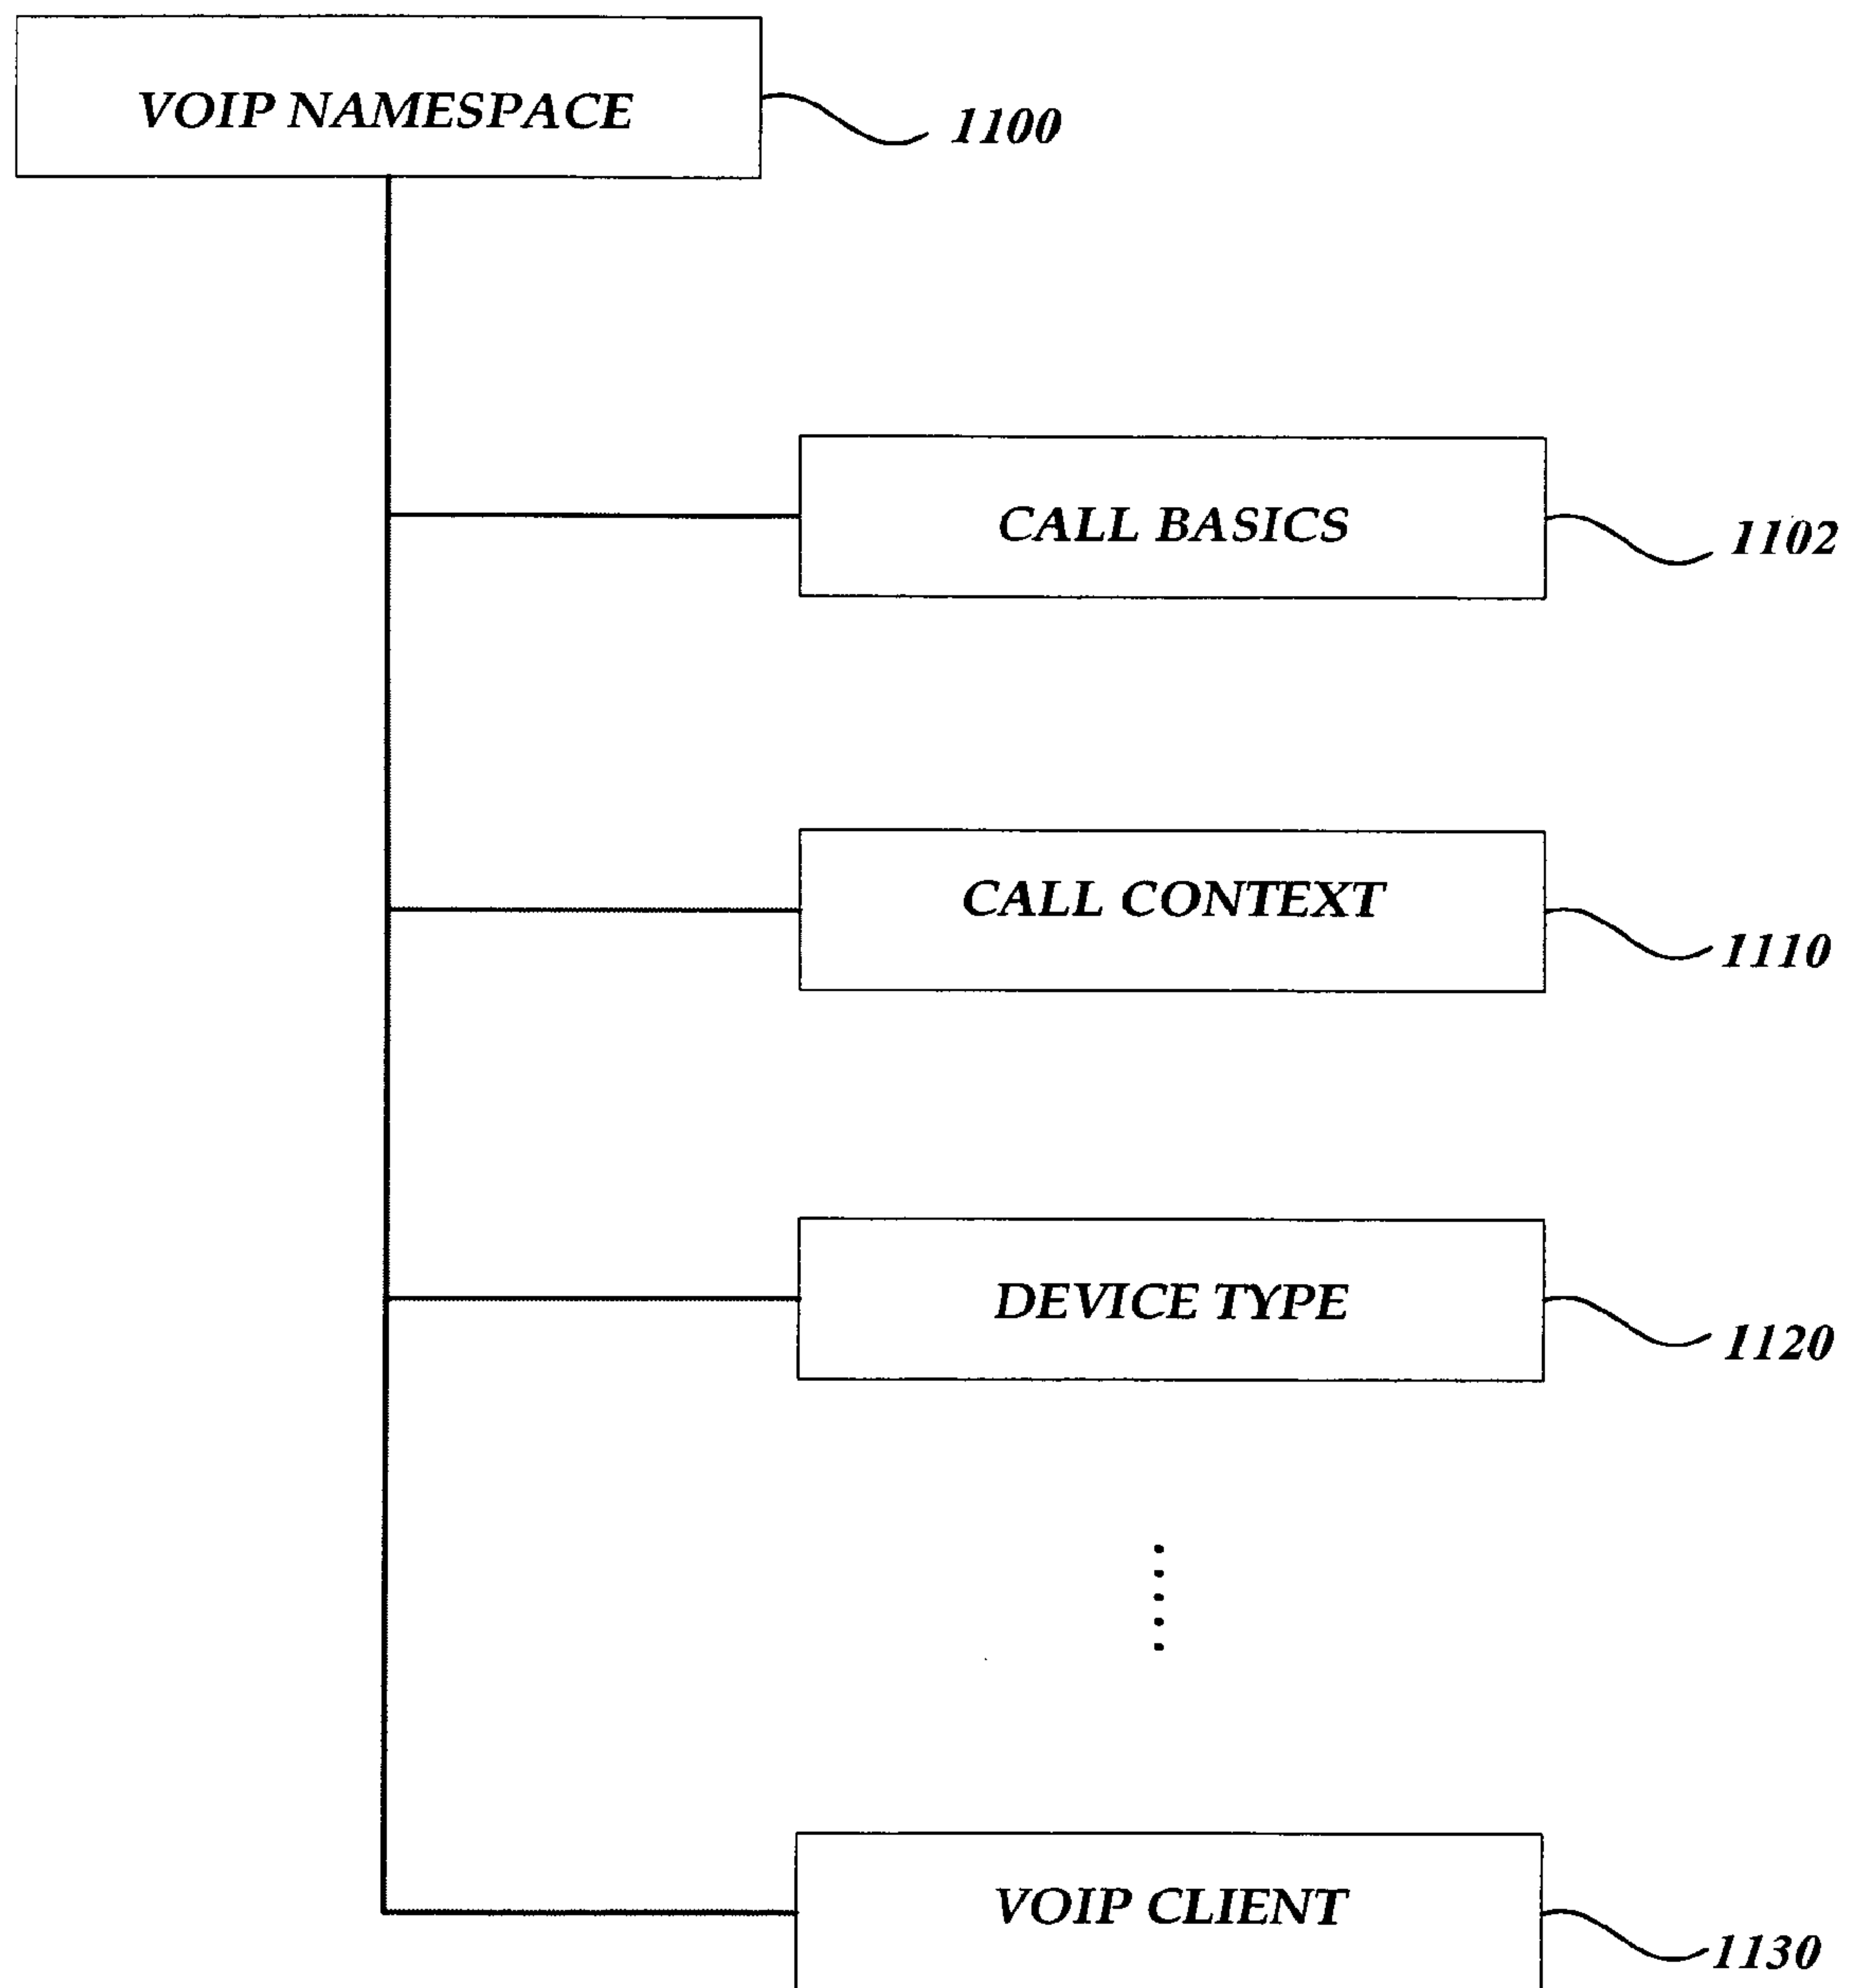 VOIP NAMESPACE
1100
CALL BASICS
1102
CALL CONTEXT
1110
DEVICE TYPE
1120
VOIP CLIENT
1130